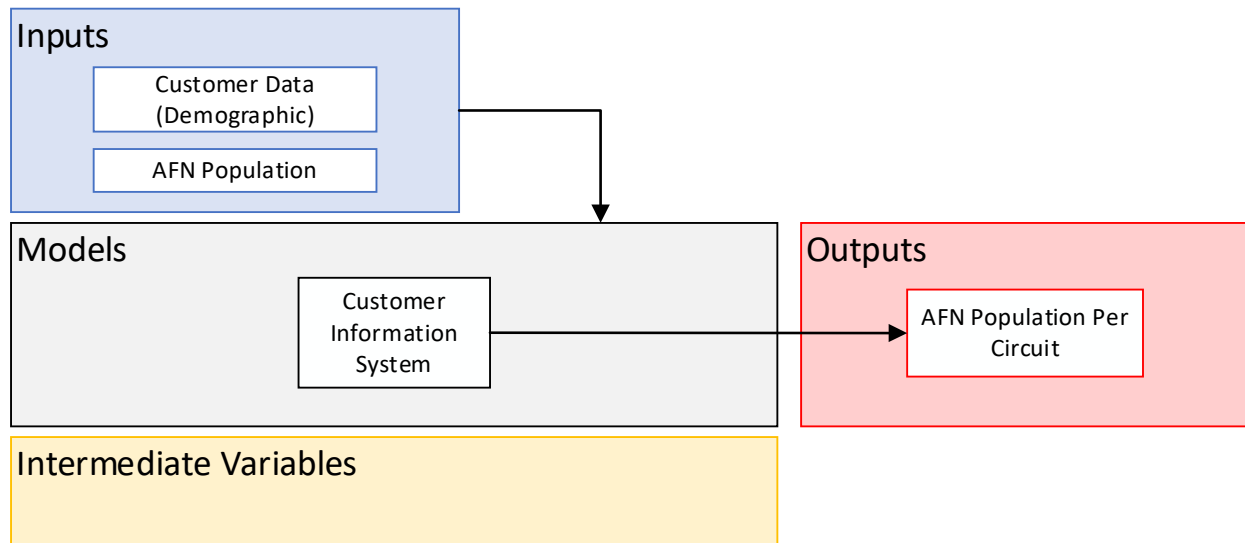 Inputs
Customer Data
(Demographic)
AFN Population
Models
Customer
Information
System
Outputs
AFN Population Per
Circuit
Intermediate Variables